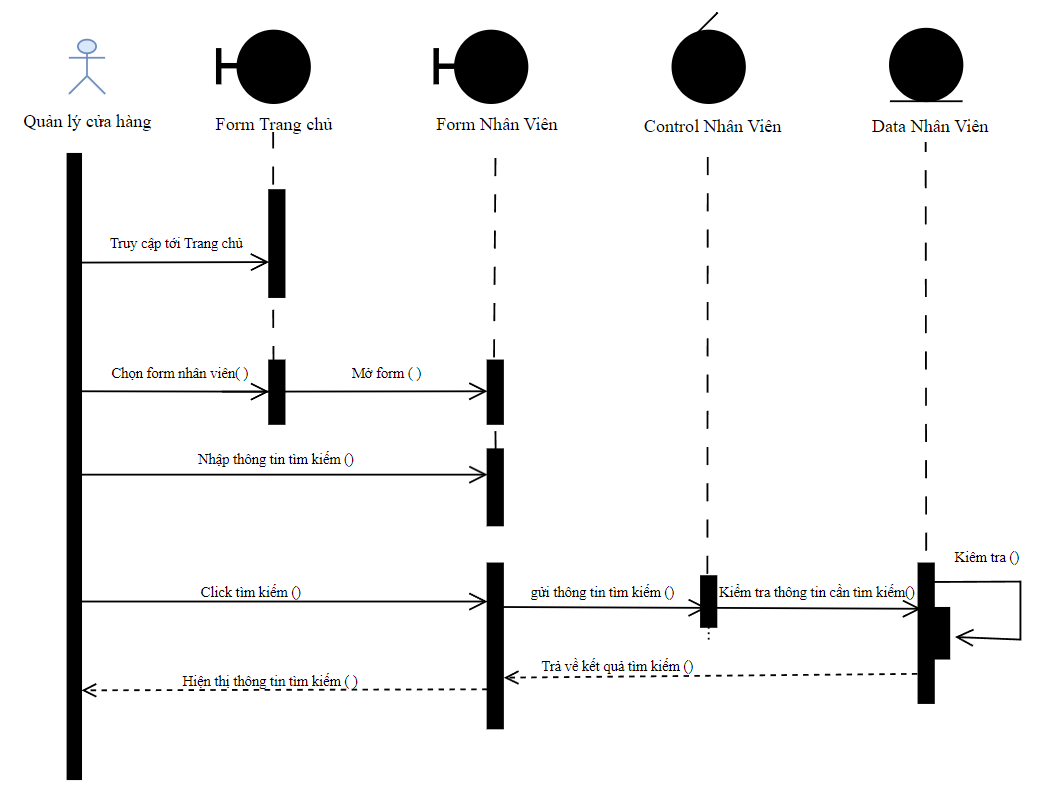 Quản lý cửa hàng
Form Trang chủ
Form Nhân Viên
Control Nhân Viên
Data Nhân Viên
Truy cập tới Trang chủ
Chọn form nhân viên( )
Mở form ( )
Nhập thông tin tìm kiếm ()
Kiêm tra ()
Click tìm kiếm ()
gửi thông tin tìm kiếm ()
Kiểm tra thông tin cần tìm kiếm()
Trả về kết quả tìm kiếm ()
Hiện thị thông tin tìm kiếm ( )